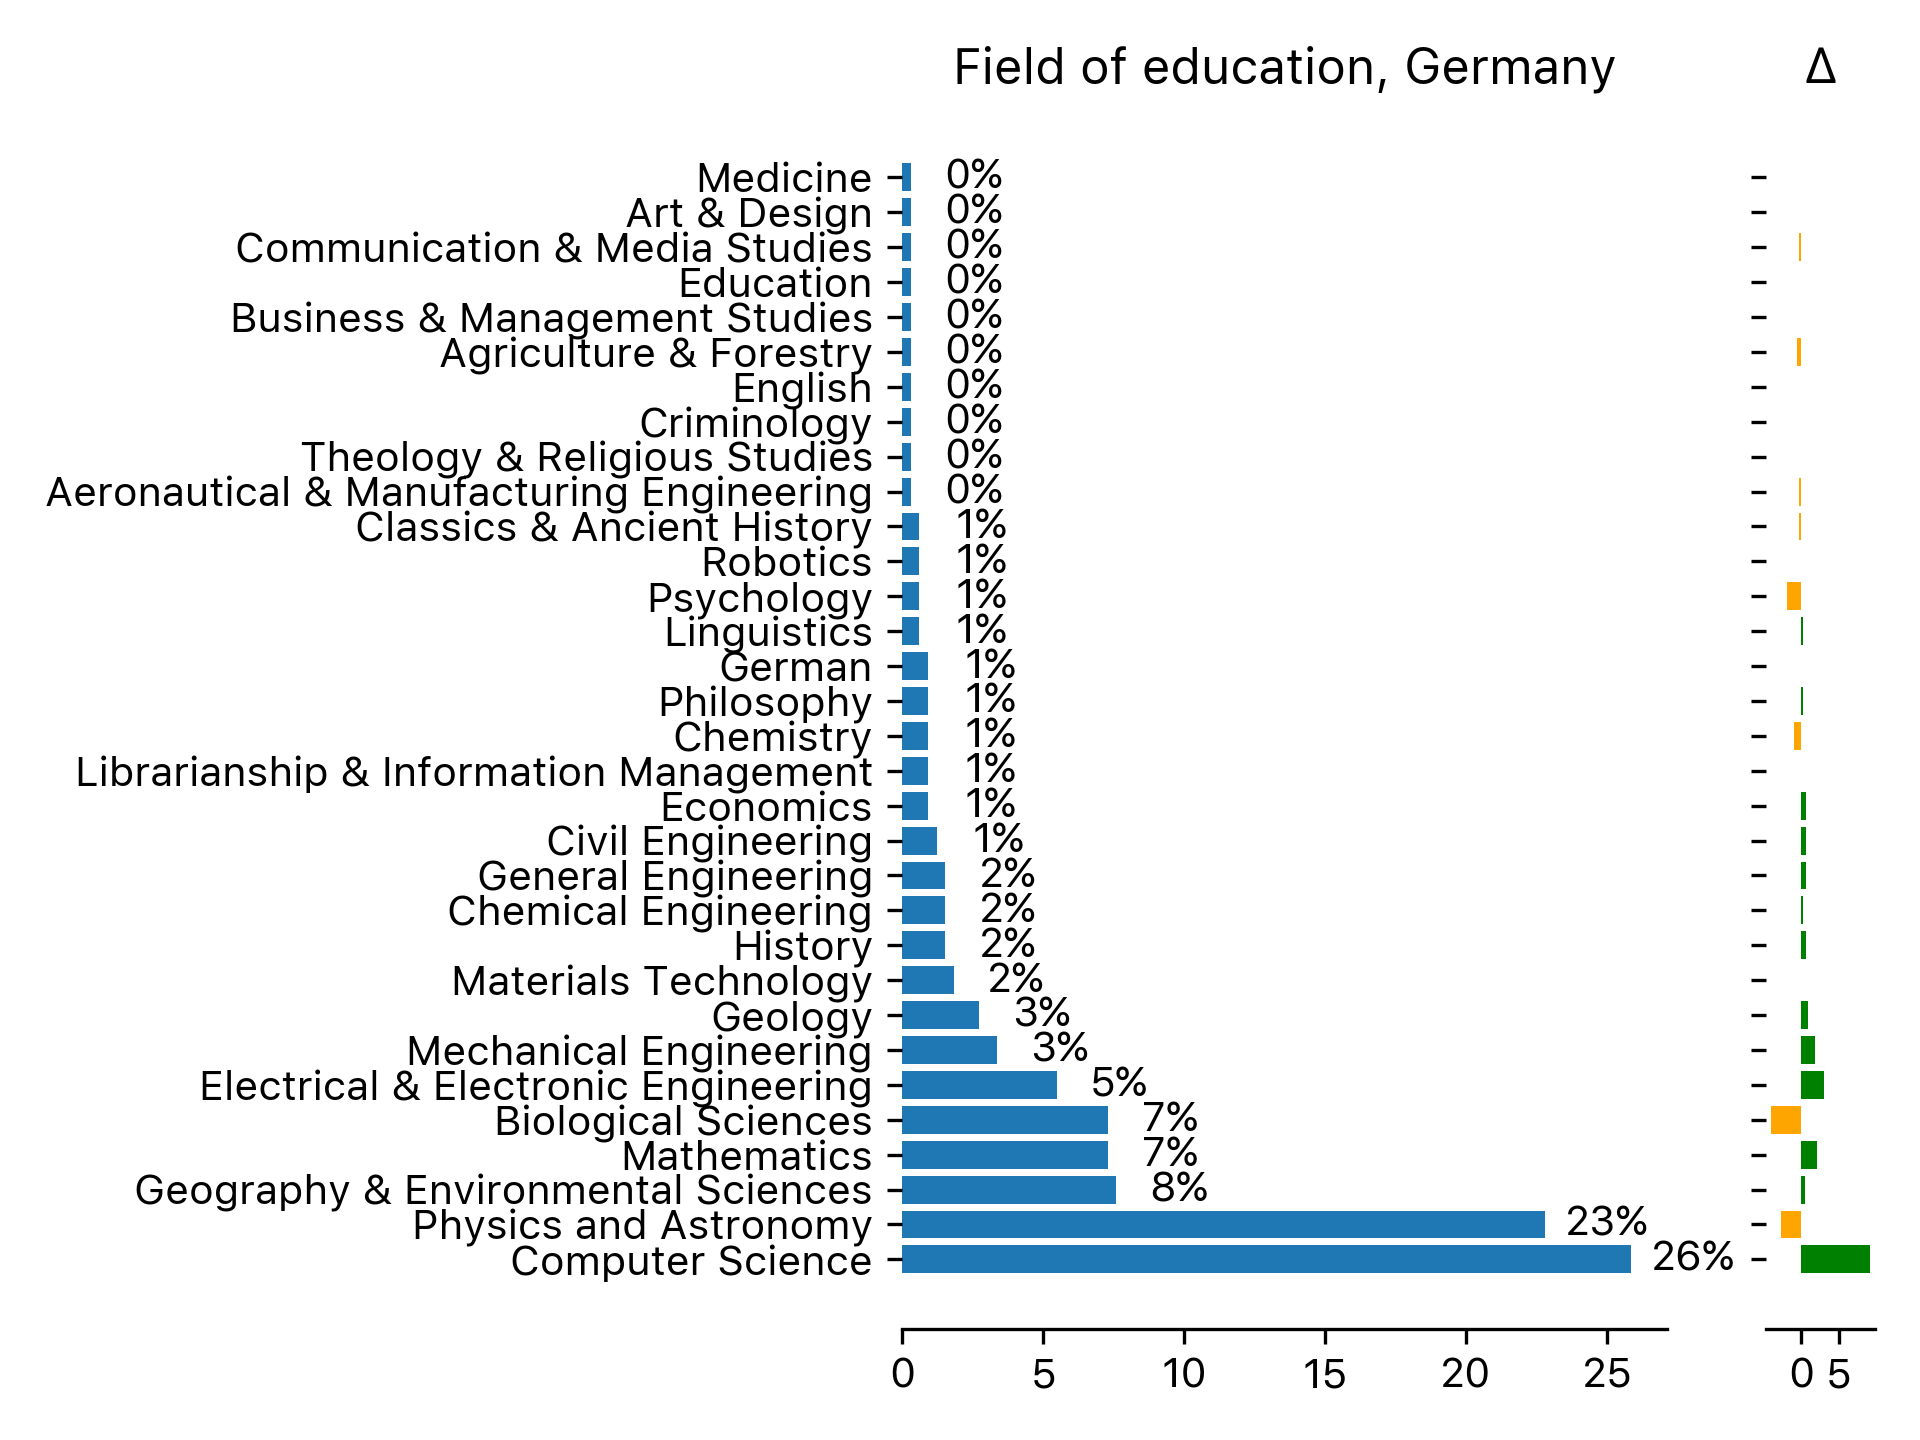 Field of education, Germany Δ
Medicine 0%
Art & Design 0%
Communication & Media Studies 0%
Education 0%
Business & Management Studies 0%
Agriculture & Forestry 0%
English 0%
Criminology 0%
Theology & Religious Studies 0%
Aeronautical & Manufacturing Engineering 0%
Classics & Ancient History 1%
Robotics 1%
Psychology 1%
Linguistics 1%
German 1%
Philosophy 1%
Chemistry 1%
Librarianship & Information Management 1%
Economics 1%
Civil Engineering 1%
General Engineering 2%
Chemical Engineering 2%
History 2%
Materials Technology 2%
Geology 3%
Mechanical Engineering 3%
Electrical & Electronic Engineering 5%
Biological Sciences 7%
Mathematics 7%
Geography & Environmental Sciences 8%
Physics and Astronomy 23%
Computer Science 26%
0 5 10 15 20 25 0 5